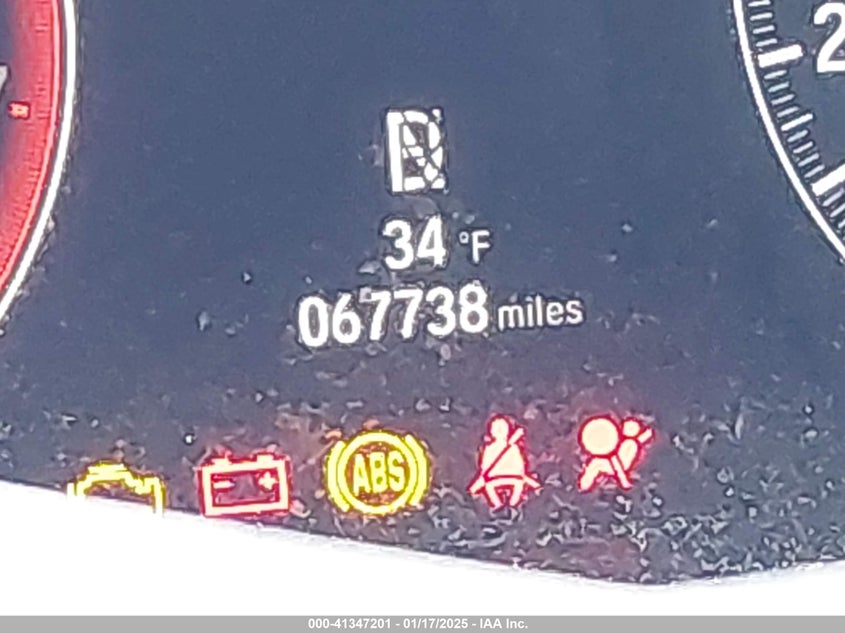 34 °F
067738 miles
ABS
000-41347201 - 01/17/2025 - IAA Inc.